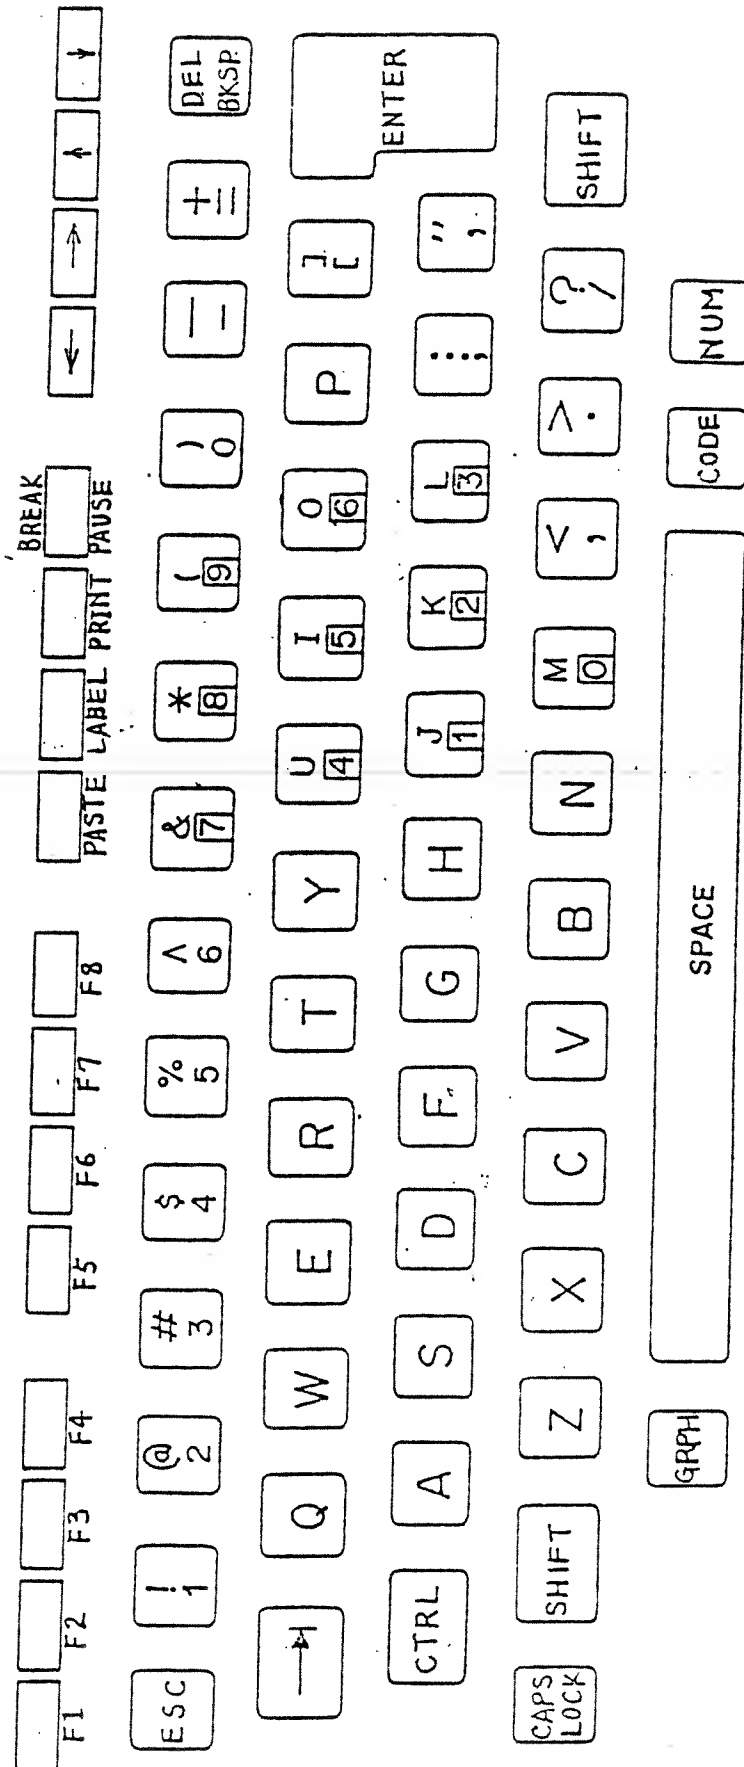 BREAK
F1 F2 F3 F4 F5 F6 F7 F8 PASTE LABEL PRINT PAUSE ← → ↑ ↓
ESC ! 1 @ 2 # 3 $ 4 % 5 ^ 6 & 7 * 8 ( 9 ) 0 _ - + = DEL BKSP
→| Q W E R T Y U 4 I 5 O 6 P ] [ ENTER
CTRL A S D F G H J 1 K 2 L 3 : ; " '
CAPS LOCK SHIFT Z X C V B N M 0 < , > . ? / SHIFT
GRPH SPACE CODE NUM